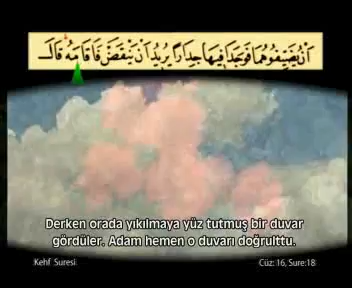 اَنْ يُضَيِّفُوهُمَا فَوَجَدَا فِيهَا جِدَارًا يُرِيدُ اَنْ يَنْقَضَّ فَاَقَامَهُ قَالَ
Derken orada yıkılmaya yüz tutmuş bir duvar
gördüler. Adam hemen o duvarı doğrulttu.
Kehf Suresi
Cüz:16, Sure:18